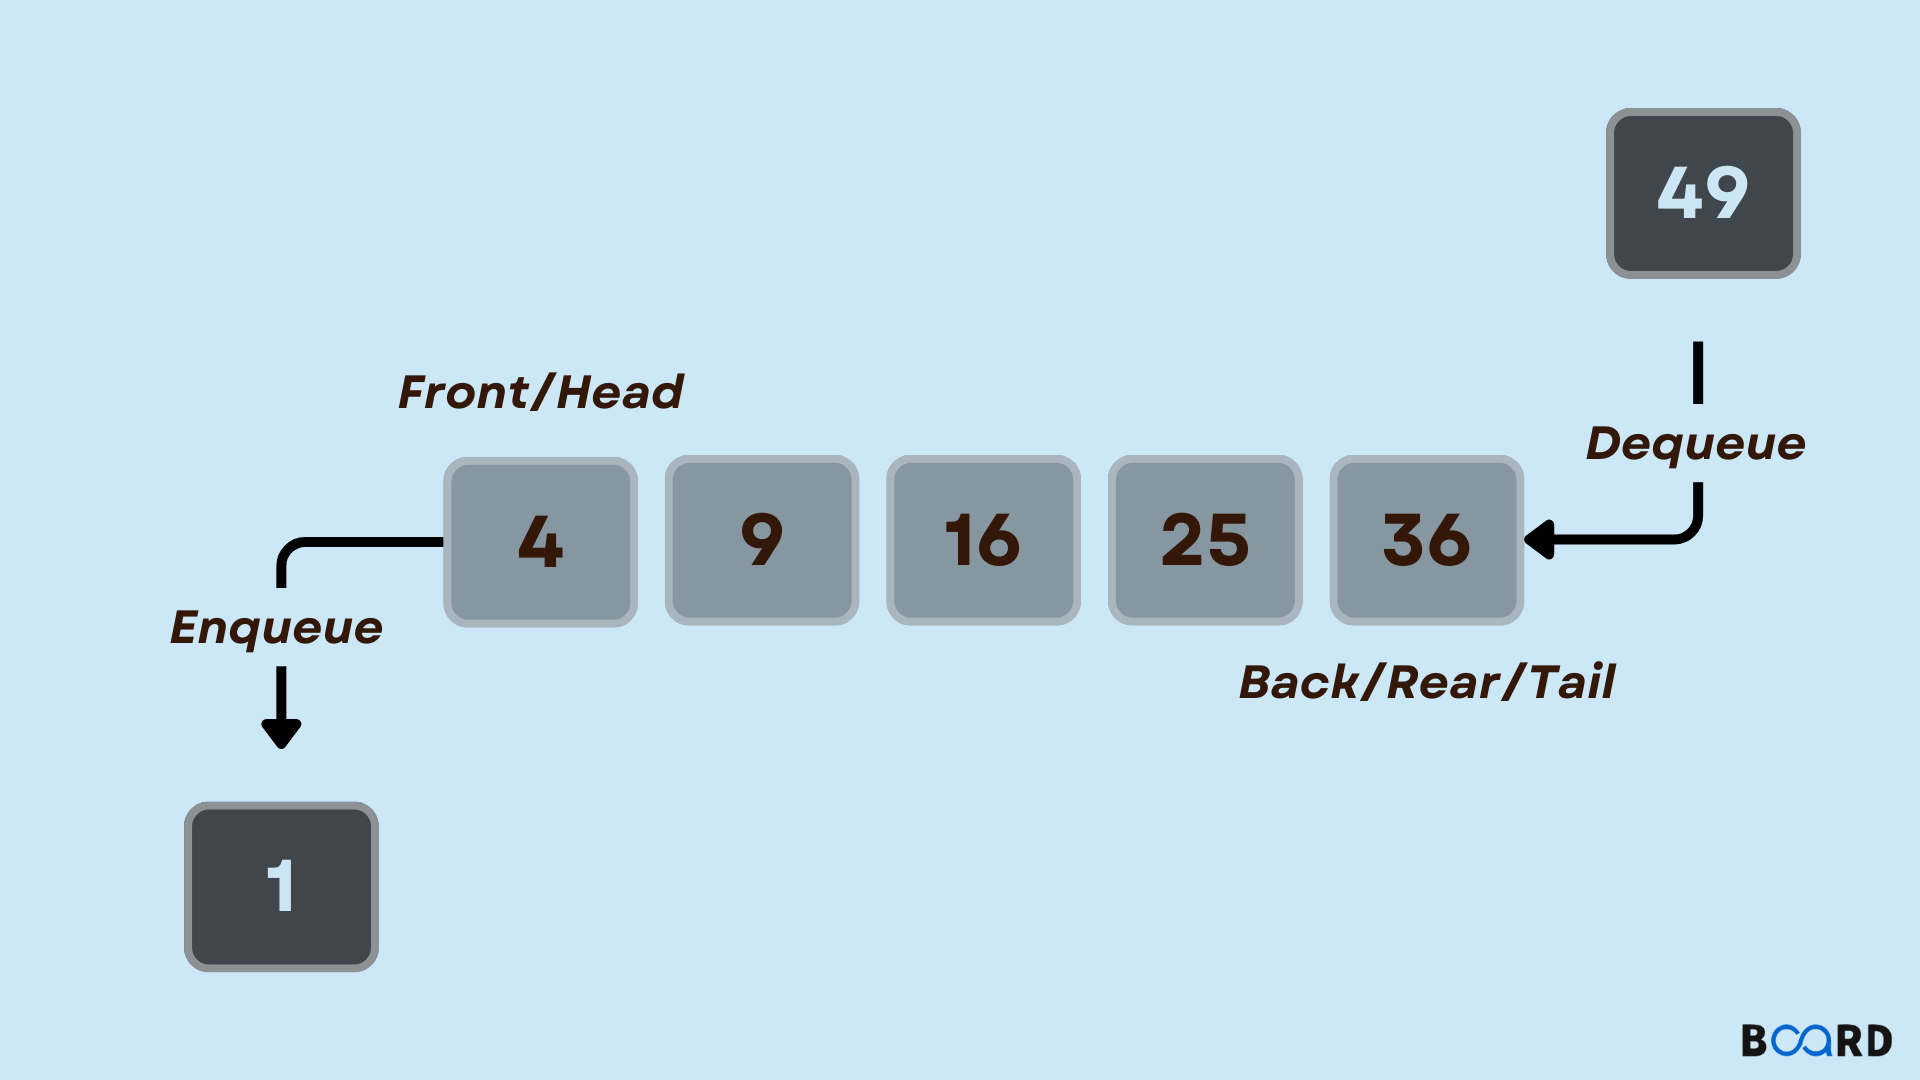 49
Front/Head
Dequeue
4 9 16 25 36
Enqueue
Back/Rear/Tail
1
BOARD